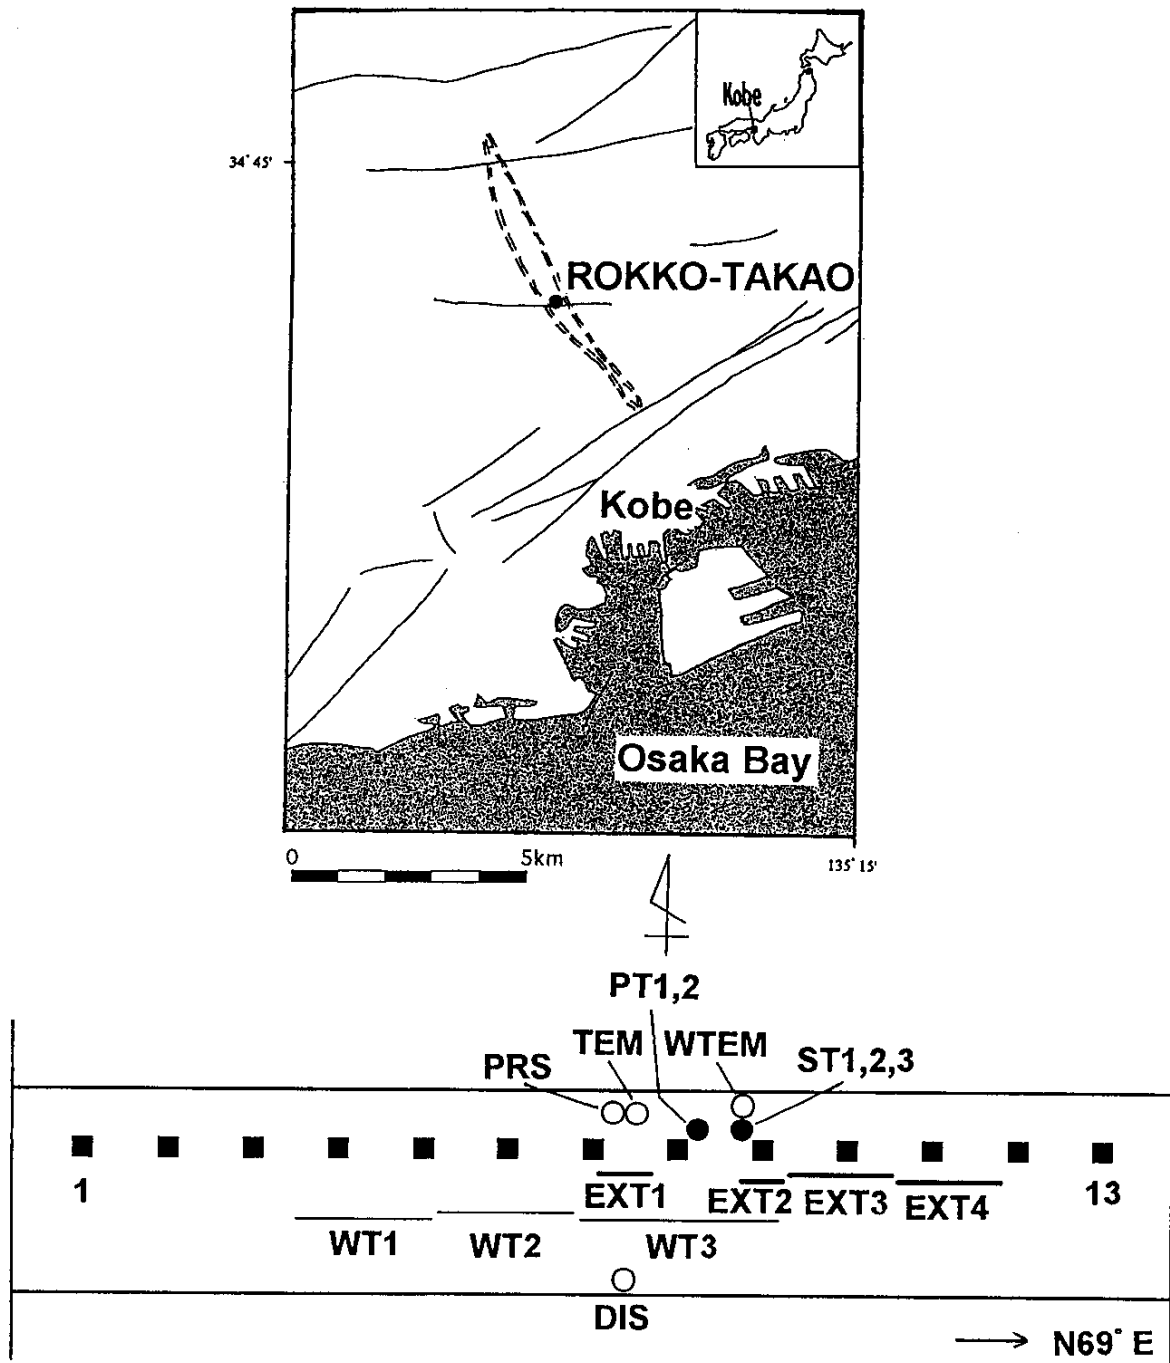 Kobe
34° 45'
ROKKO-TAKAO
Kobe
Osaka Bay
0 5km
135° 15'
PT1,2
TEM WTEM
PRS ST1,2,3
1 EXT1 EXT2 EXT3 EXT4 13
WT1 WT2 WT3
DIS
N69° E